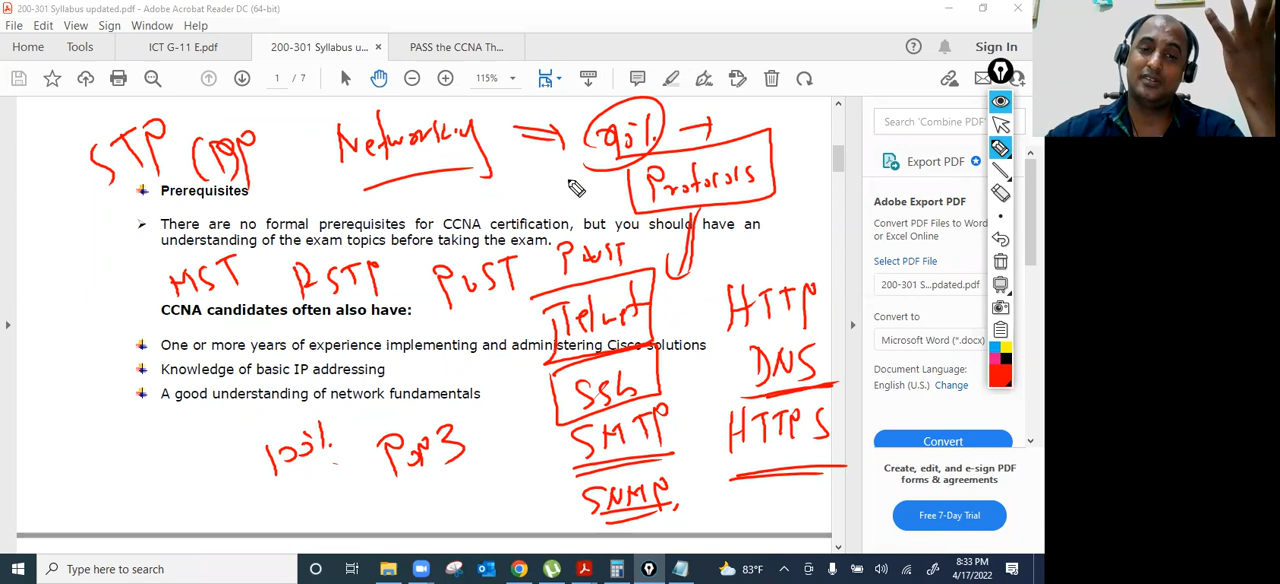 200-301 Syllabus updated.pdf - Adobe Acrobat Reader DC (64-bit)
File Edit View Sign Window Help
Home Tools ICT G-11 E.pdf 200-301 Syllabus u... × PASS the CCNA Th... Sign In
1 / 7 115%
STP Networking 90%
Protocols
Prerequisites
There are no formal prerequisites for CCNA certification, but you should have an
understanding of the exam topics before taking the exam.
MST RSTP PVST
CCNA candidates often also have:
Telnet HTTP
One or more years of experience implementing and administering Cisco solutions
Knowledge of basic IP addressing
A good understanding of network fundamentals
SSh DNS
100% PoP3 SMTP HTTPS
SNMP
Search 'Combine PDF'
Export PDF
Adobe Export PDF
Convert PDF Files to Word
or Excel Online
Select PDF File
200-301 S...pdated.pdf
Convert to
Microsoft Word (*.docx)
Document Language:
English (U.S.) Change
Convert
Create, edit, and e-sign PDF
forms & agreements
Free 7-Day Trial
Type here to search
83°F
8:33 PM
4/17/2022